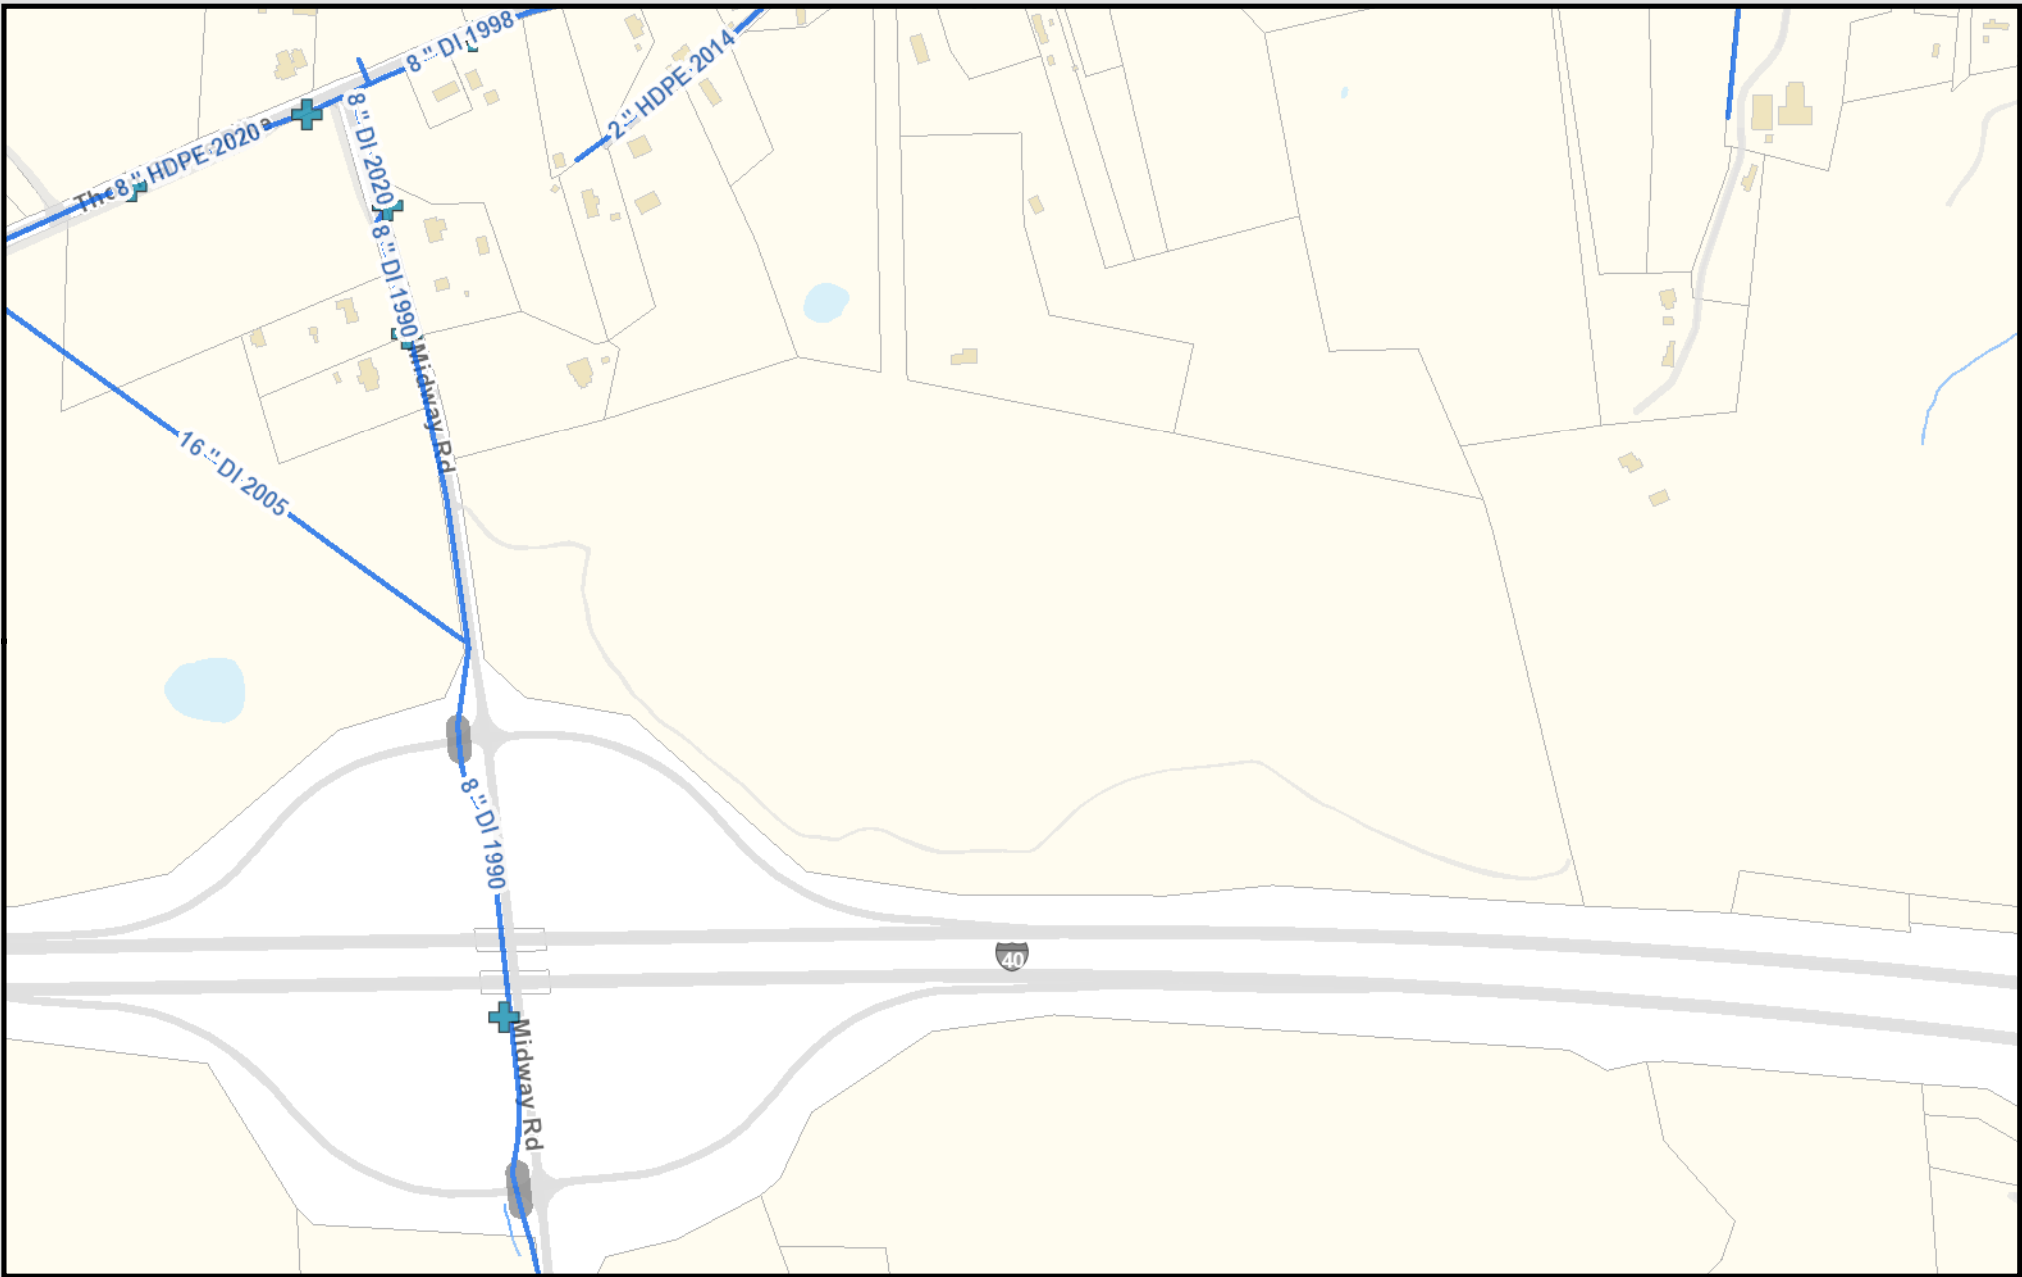 8 " DI 1998
2 " HDPE 2014
8 " DI 2020
The
8 " HDPE 2020
8 " DI 1990
Midway Rd
16 " DI 2005
8 " DI 1990
40
Midway Rd